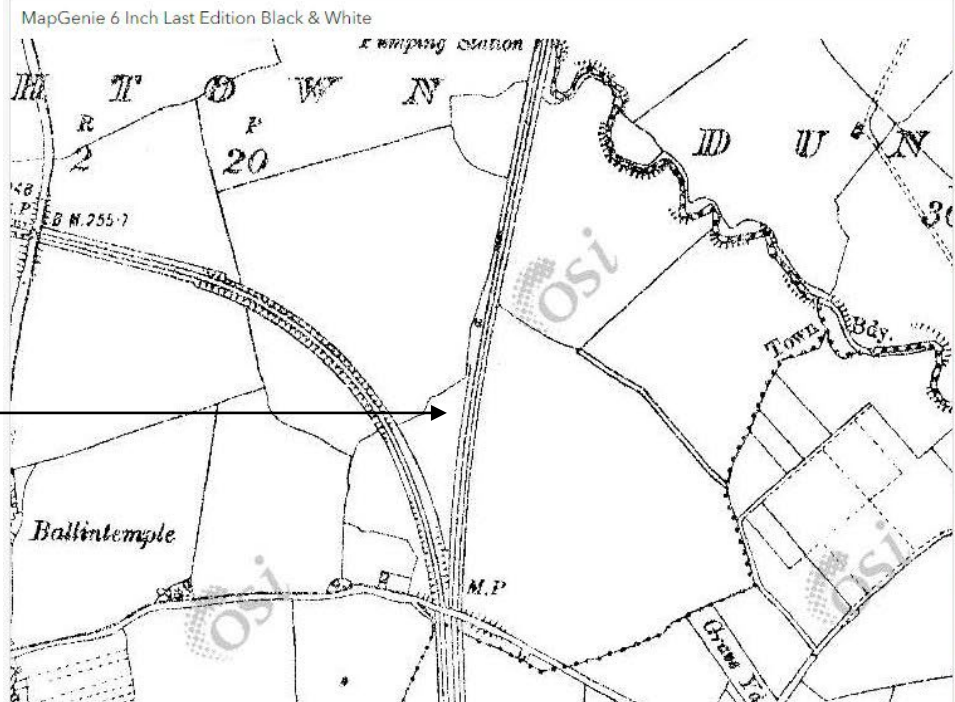 MapGenie 6 Inch Last Edition Black & White
Pumping Station
H T O W N
R P
2 20
D U N
B M.255·7
osi
Town Bdy.
Ballintemple
M.P
osi
osi
Grave